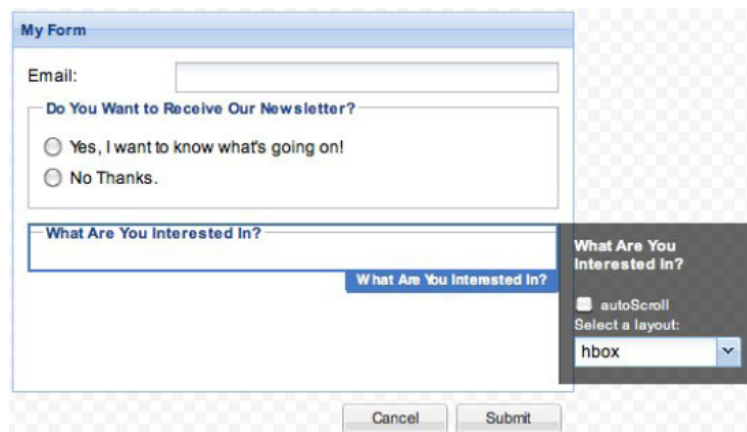 My Form
Email:
Do You Want to Receive Our Newsletter?
Yes, I want to know what's going on!
No Thanks.
What Are You Interested In?
What Are You Interested In?
What Are You
Interested In?
autoScroll
Select a layout:
hbox
Cancel
Submit